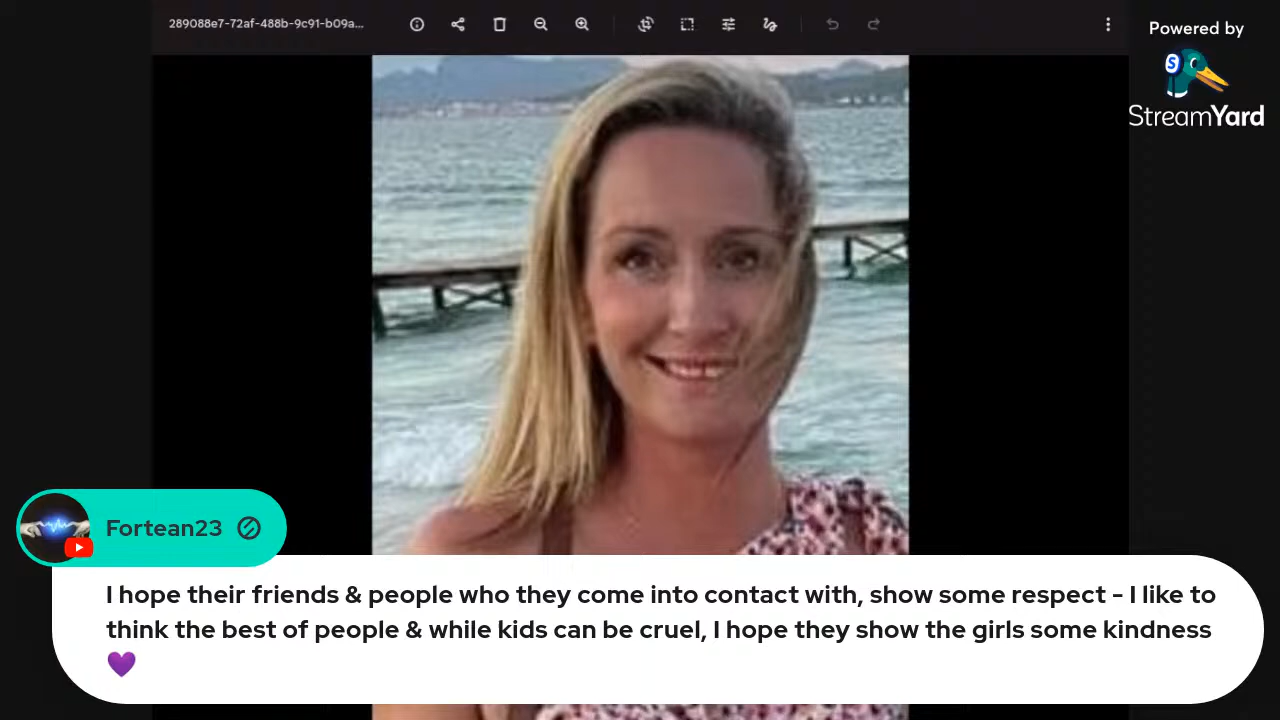 289088e7-72af-488b-9c91-b09a...
Powered by
S
StreamYard
Fortean23
I hope their friends & people who they come into contact with, show some respect - I like to
think the best of people & while kids can be cruel, I hope they show the girls some kindness
💜